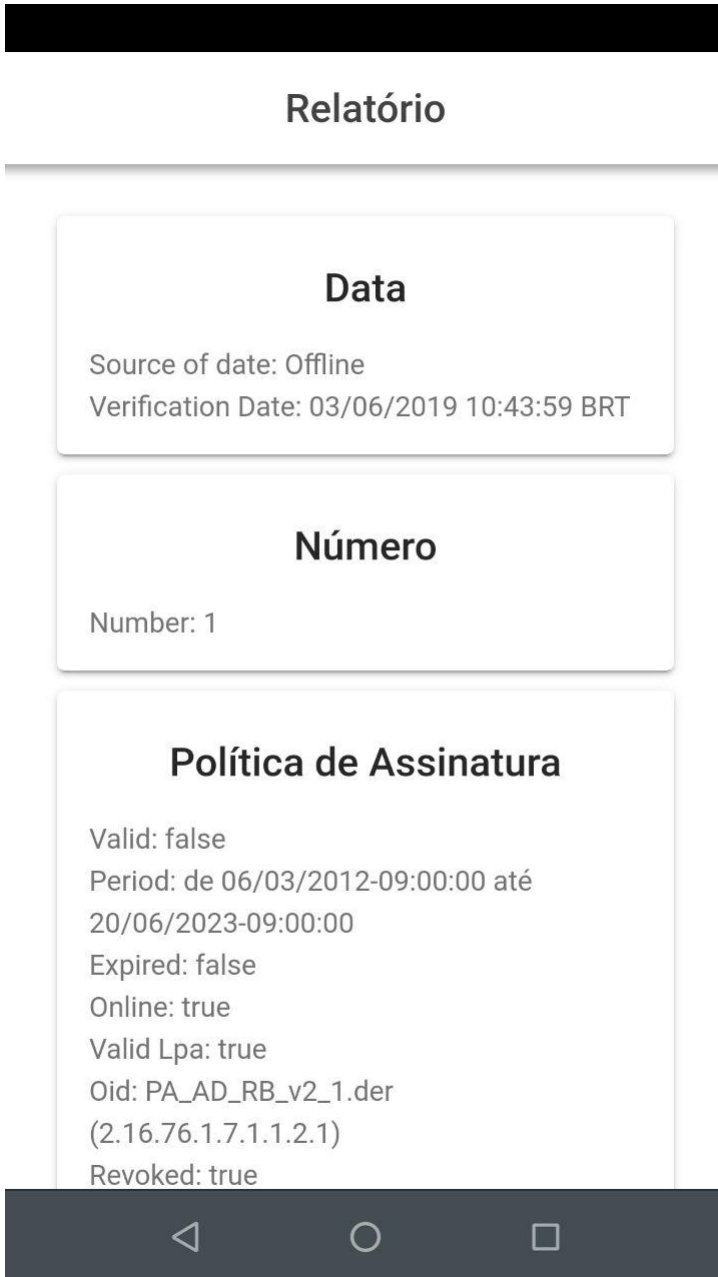 Relatório
Data
Source of date: Offline
Verification Date: 03/06/2019 10:43:59 BRT
Número
Number: 1
Política de Assinatura
Valid: false
Period: de 06/03/2012-09:00:00 até
20/06/2023-09:00:00
Expired: false
Online: true
Valid Lpa: true
Oid: PA_AD_RB_v2_1.der
(2.16.76.1.7.1.1.2.1)
Revoked: true